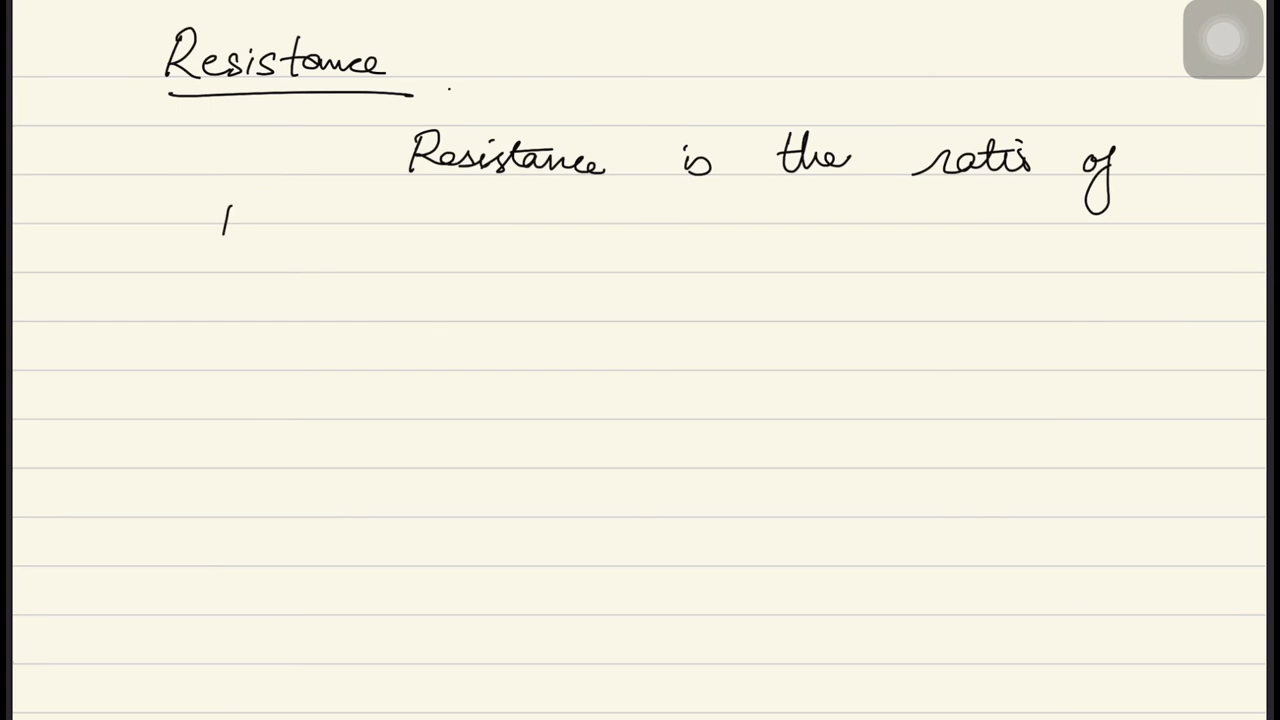 Resistance
Resistance is the ratio of